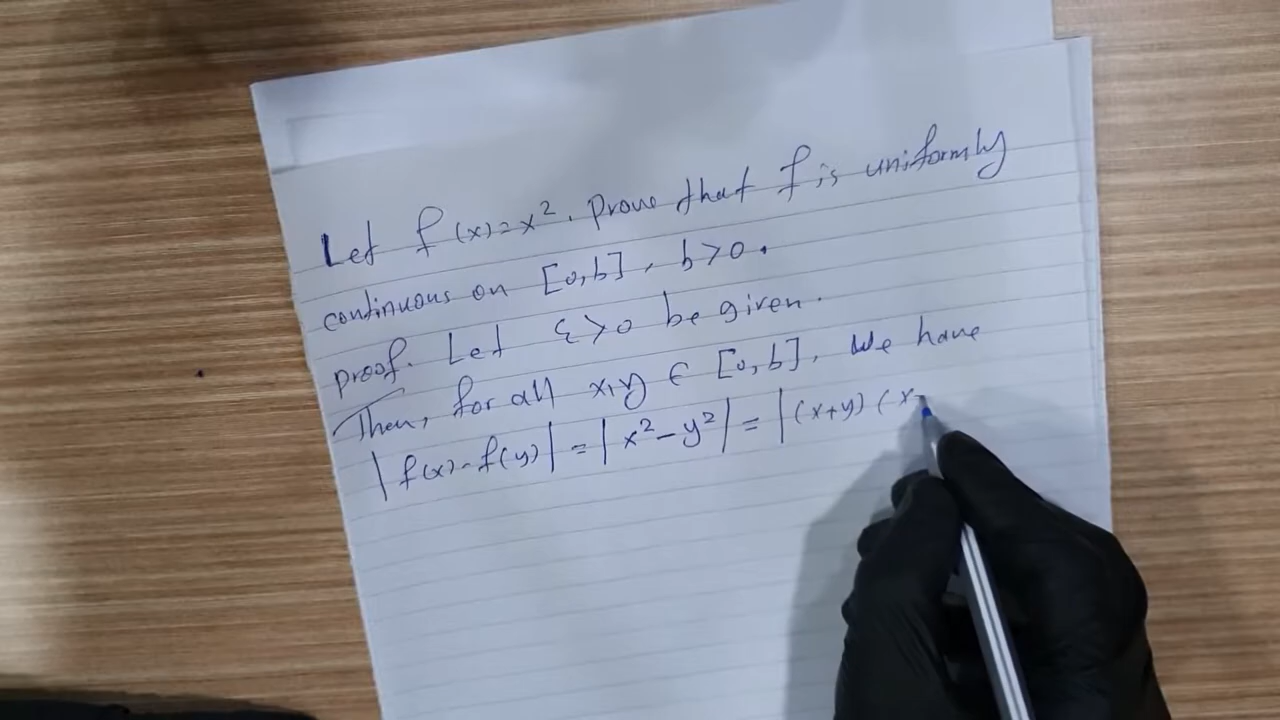 Let f(x)=x². Prove that f is uniformly
continuous on [0,b], b>0.
proof. Let ε>0 be given.
Then, for all x,y ∈ [0,b], we have
|f(x)-f(y)| = |x²-y²| = |(x+y)(x-